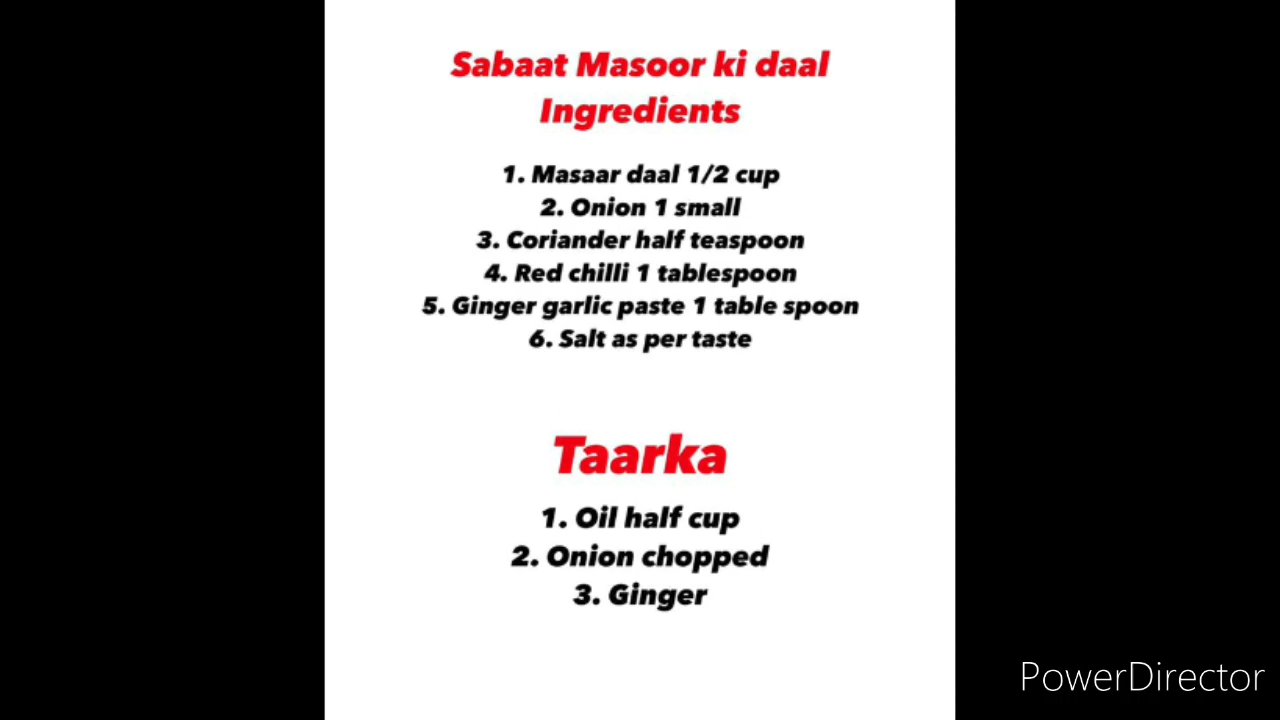 Sabaat Masoor ki daal
Ingredients
1. Masaar daal 1/2 cup
2. Onion 1 small
3. Coriander half teaspoon
4. Red chilli 1 tablespoon
5. Ginger garlic paste 1 table spoon
6. Salt as per taste
Taarka
1. Oil half cup
2. Onion chopped
3. Ginger
PowerDirector